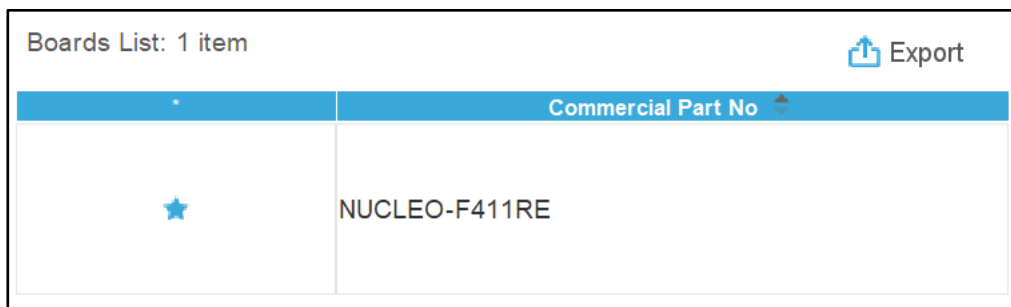 Boards List: 1 item
Export
* Commercial Part No
NUCLEO-F411RE